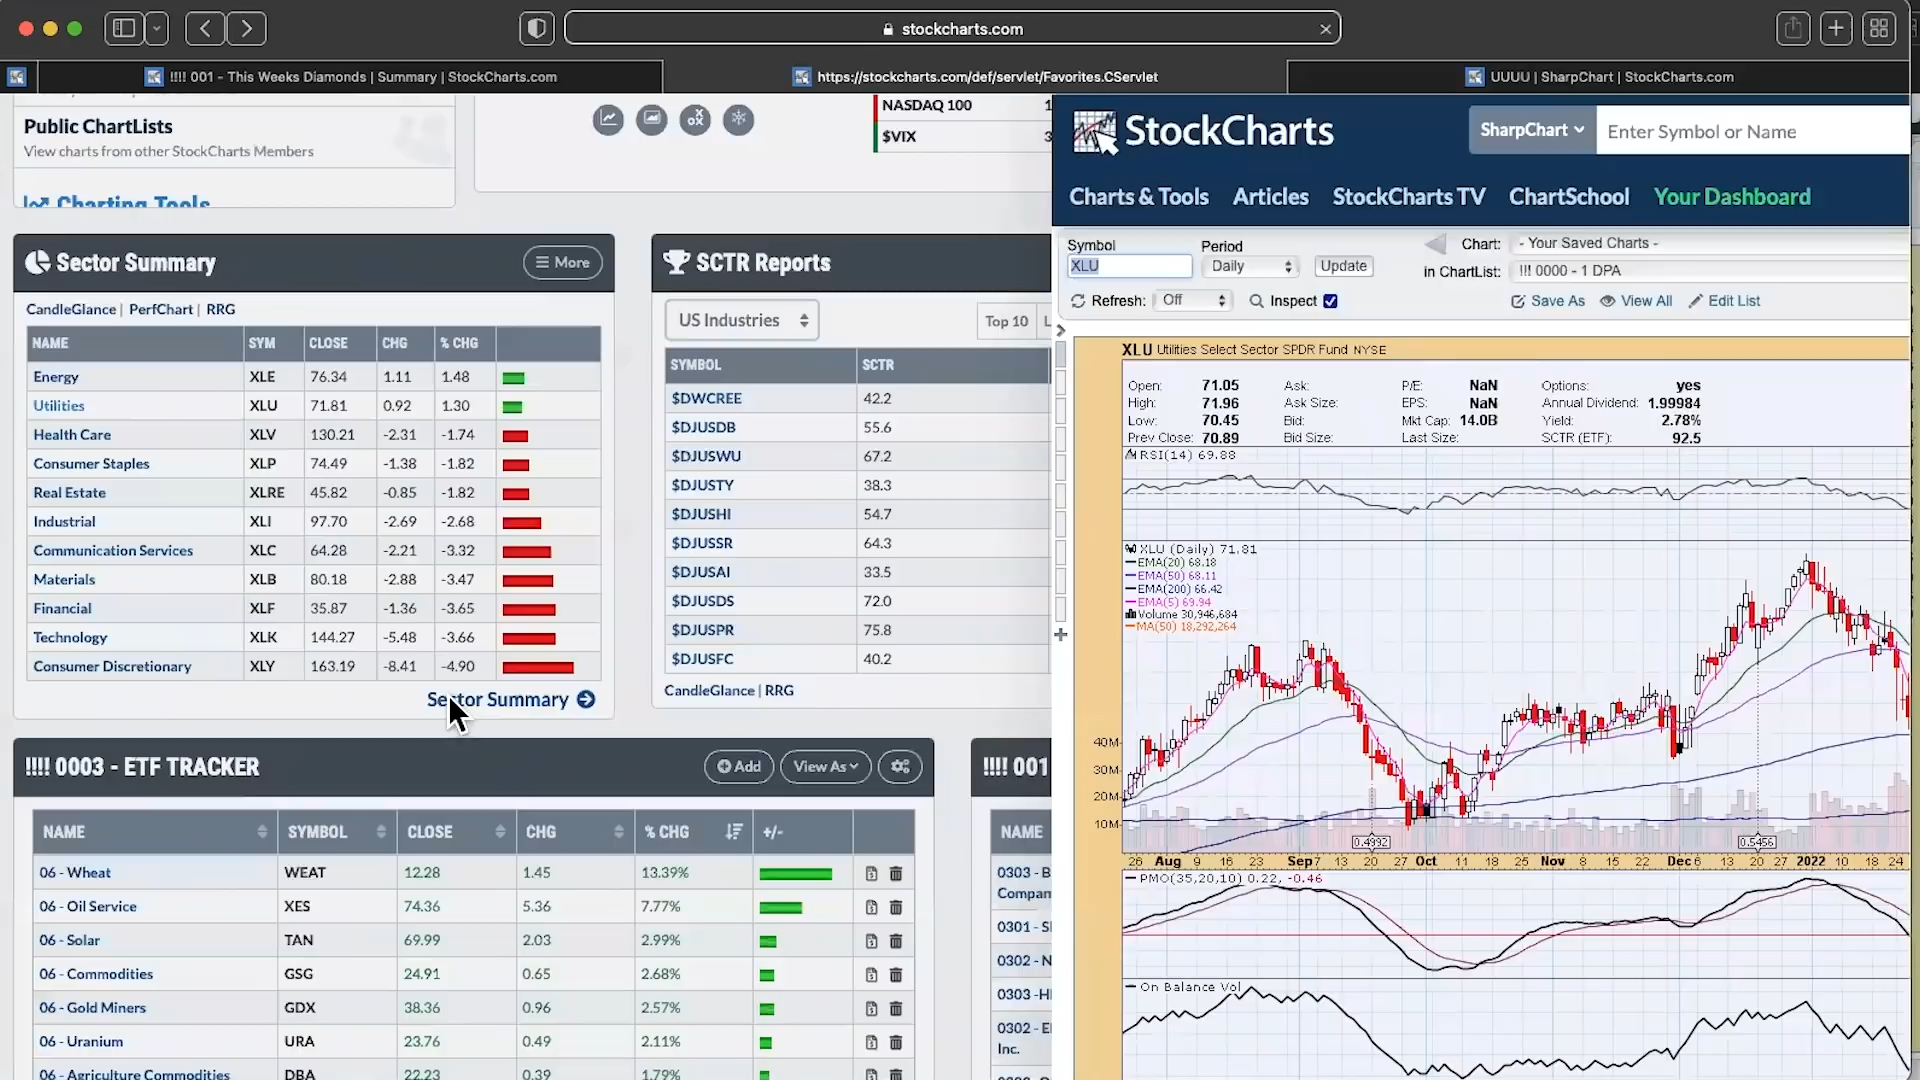 stockcharts.com
!!!! 001 - This Weeks Diamonds | Summary | StockCharts.com
https://stockcharts.com/def/servlet/Favorites.CServlet
UUUU | SharpChart | StockCharts.com
Public ChartLists
View charts from other StockCharts Members
Charting Tools
NASDAQ 100 1
$VIX 3
Sector Summary
More
CandleGlance | PerfChart | RRG
NAME SYM CLOSE CHG % CHG
Energy XLE 76.34 1.11 1.48
Utilities XLU 71.81 0.92 1.30
Health Care XLV 130.21 -2.31 -1.74
Consumer Staples XLP 74.49 -1.38 -1.82
Real Estate XLRE 45.82 -0.85 -1.82
Industrial XLI 97.70 -2.69 -2.68
Communication Services XLC 64.28 -2.21 -3.32
Materials XLB 80.18 -2.88 -3.47
Financial XLF 35.87 -1.36 -3.65
Technology XLK 144.27 -5.48 -3.66
Consumer Discretionary XLY 163.19 -8.41 -4.90
Sector Summary
SCTR Reports
US Industries
Top 10 L
SYMBOL SCTR
$DWCREE 42.2
$DJUSDB 55.6
$DJUSWU 67.2
$DJUSTY 38.3
$DJUSHI 54.7
$DJUSSR 64.3
$DJUSAI 33.5
$DJUSDS 72.0
$DJUSPR 75.8
$DJUSFC 40.2
CandleGlance | RRG
!!!! 0003 - ETF TRACKER
Add
View As
NAME SYMBOL CLOSE CHG % CHG +/-
06 - Wheat WEAT 12.28 1.45 13.39%
06 - Oil Service XES 74.36 5.36 7.77%
06 - Solar TAN 69.99 2.03 2.99%
06 - Commodities GSG 24.91 0.65 2.68%
06 - Gold Miners GDX 38.36 0.96 2.57%
06 - Uranium URA 23.76 0.49 2.11%
06 - Agriculture Commodities DBA 22.23 0.39 1.79%
!!!! 001
NAME
0303 - B
Compan
0301 - S
0302 - N
0303 -H
0302 - E
Inc.
StockCharts
SharpChart
Enter Symbol or Name
Charts & Tools Articles StockCharts TV ChartSchool Your Dashboard
Symbol Period
XLU Daily Update
Refresh: Off Inspect
Chart: - Your Saved Charts -
in ChartList: !!! 0000 - 1 DPA
Save As View All Edit List
XLU Utilities Select Sector SPDR Fund NYSE
Open: 71.05 Ask: P/E: NaN Options: yes
High: 71.96 Ask Size: EPS: NaN Annual Dividend: 1.99984
Low: 70.45 Bid: Mkt Cap: 14.0B Yield: 2.78%
Prev Close: 70.89 Bid Size: Last Size: SCTR (ETF): 92.5
RSI(14) 69.88
XLU (Daily) 71.81
EMA(20) 68.18
EMA(50) 68.11
EMA(200) 66.42
EMA(5) 69.94
Volume 30,946,684
MA(50) 18,292,264
40M
30M
20M
10M
0.4992
0.5456
26 Aug 9 16 23 Sep 7 13 20 27 Oct 11 18 25 Nov 8 15 22 Dec 6 13 20 27 2022 10 18 24
PMO(35,20,10) 0.22, -0.46
On Balance Vol